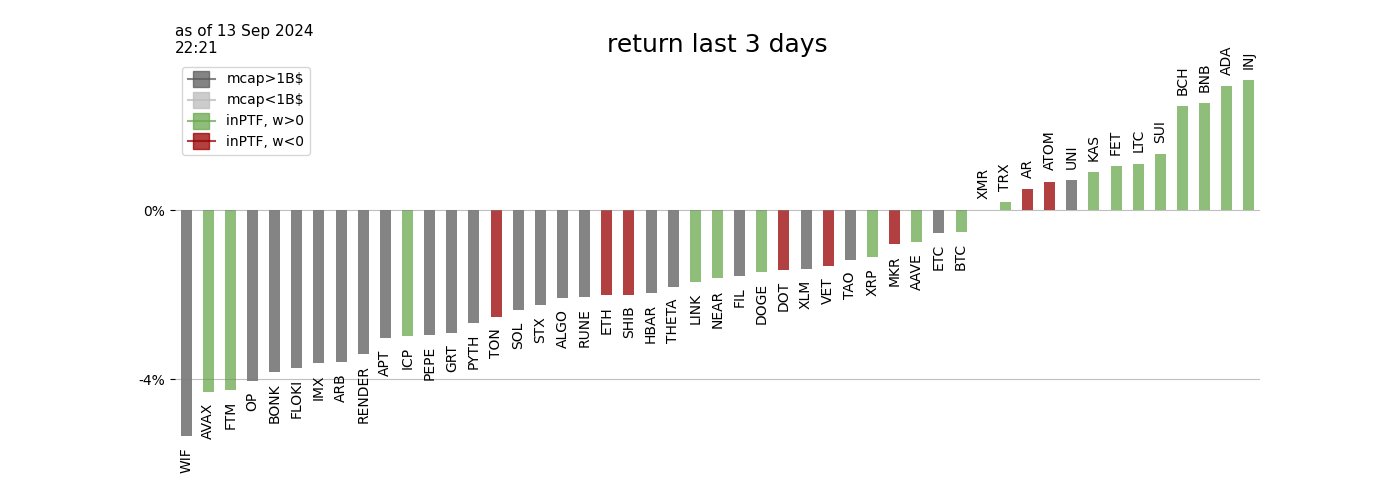 as of 13 Sep 2024
22:21
return last 3 days
mcap>1B$
mcap<1B$
inPTF, w>0
inPTF, w<0
0%
-4%
WIF
AVAX
FTM
OP
BONK
FLOKI
IMX
ARB
RENDER
APT
ICP
PEPE
GRT
PYTH
TON
SOL
STX
ALGO
RUNE
ETH
SHIB
HBAR
THETA
LINK
NEAR
FIL
DOGE
DOT
XLM
VET
TAO
XRP
MKR
AAVE
ETC
BTC
XMR
TRX
AR
ATOM
UNI
KAS
FET
LTC
SUI
BCH
BNB
ADA
INJ